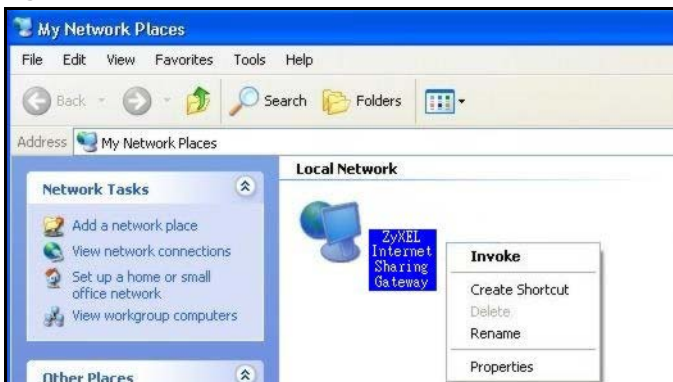 My Network Places
File Edit View Favorites Tools Help
Back Search Folders
Address My Network Places
Network Tasks
Add a network place
View network connections
Set up a home or small
office network
View workgroup computers
Other Places
Local Network
ZyXEL
Internet
Sharing
Gateway
Invoke
Create Shortcut
Delete
Rename
Properties